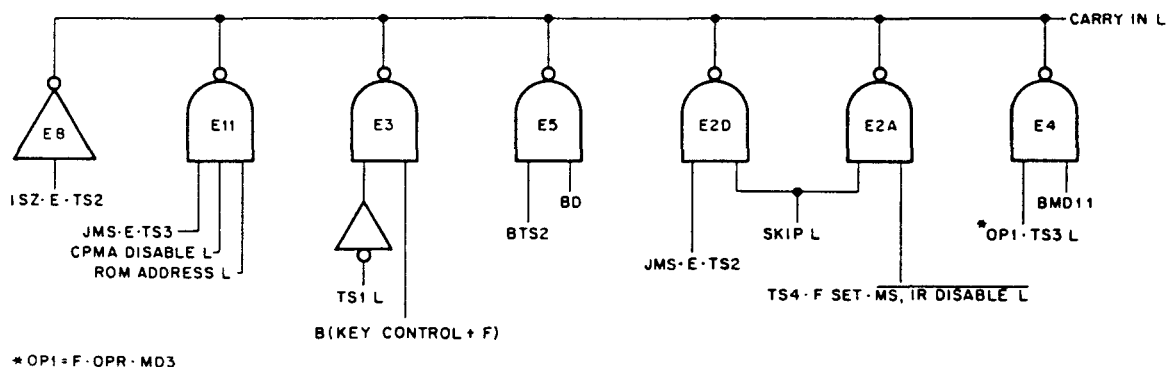 CARRY IN L
E8
E11
E3
E5
E2D
E2A
E4
ISZ·E·TS2
JMS·E·TS3
CPMA DISABLE L
ROM ADDRESS L
TS1 L
B(KEY CONTROL + F)
BTS2
BD
JMS·E·TS2
SKIP L
TS4·F SET·MS, IR DISABLE L
*OP1·TS3 L
BMD11
*OP1=F·OPR·MD3